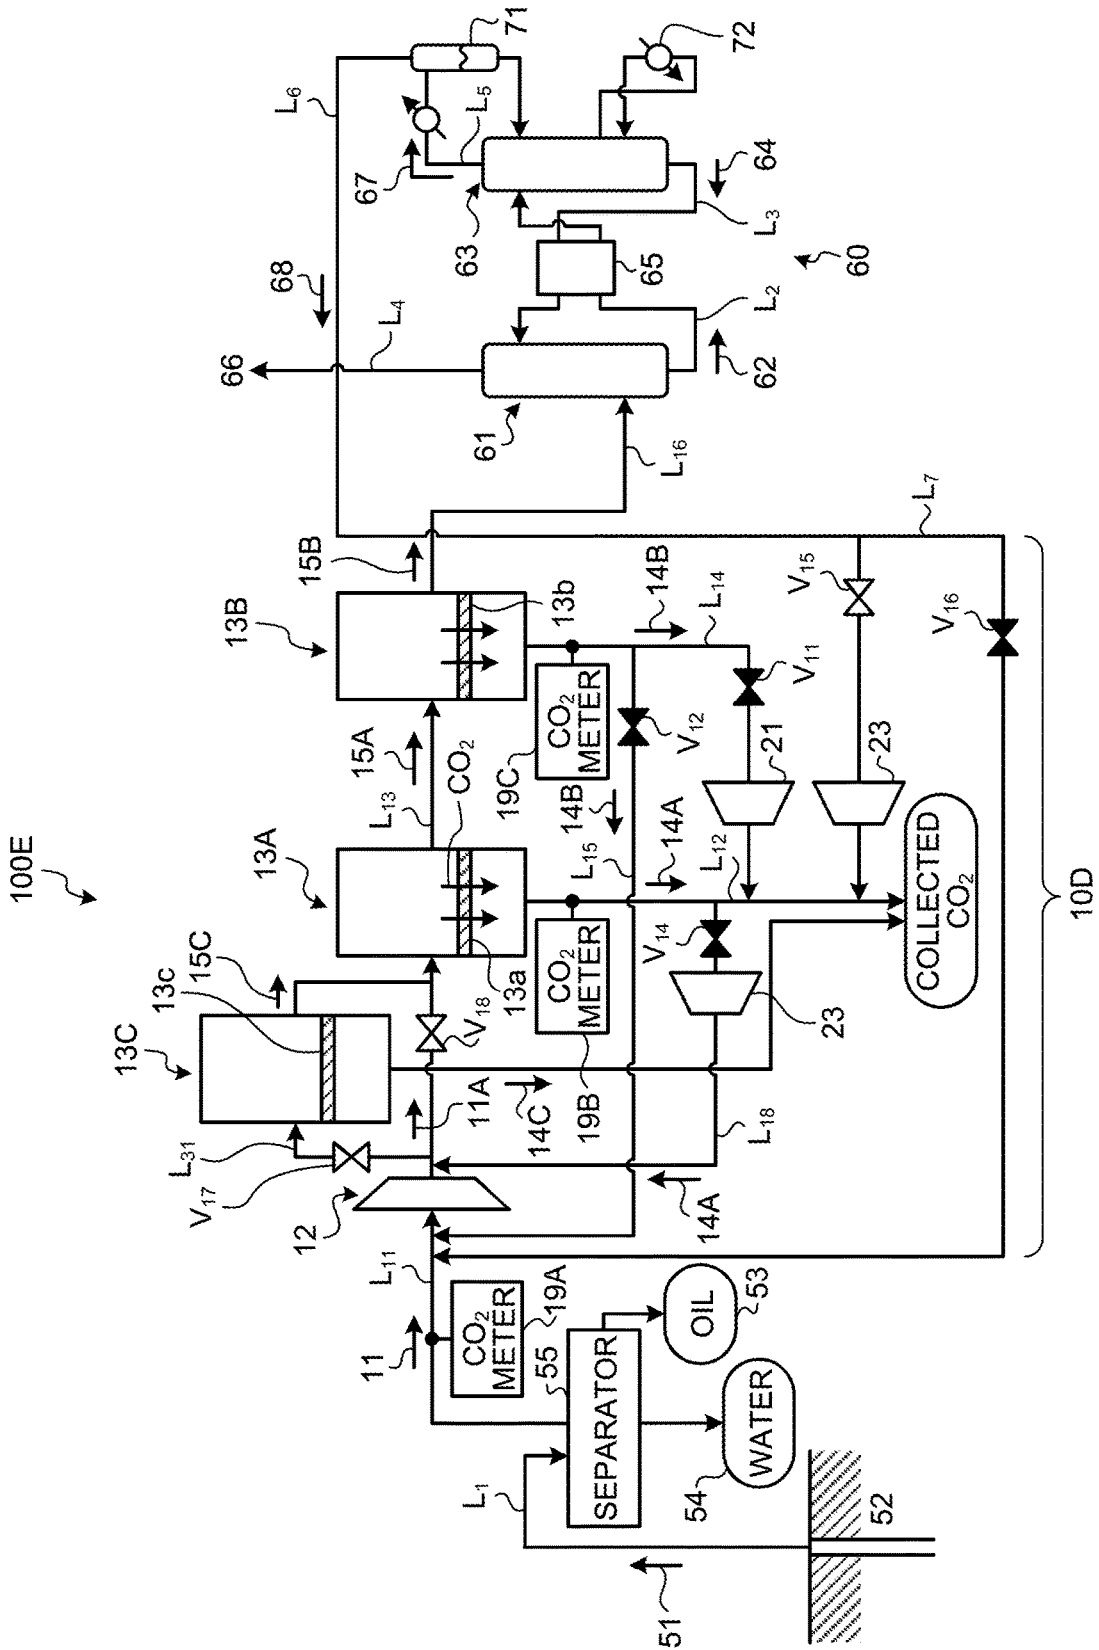 100E
13C
13c
15C
13A
L13
15A
CO2
13B
15B
68
66
L4
L6
67
71
L5
72
63
64
L3
65
60
L2
62
61
L16
L31
V17
12
11A
14C
V18
13a
13b
L11
11
CO2
METER
19A
CO2
METER
19B
CO2
METER
19C
14B
V12
L15
14A
14B
L14
V11
V15
L7
V16
21
23
L12
V14
23
L18
14A
COLLECTED
CO2
10D
L1
55
SEPARATOR
OIL
53
WATER
54
51
52